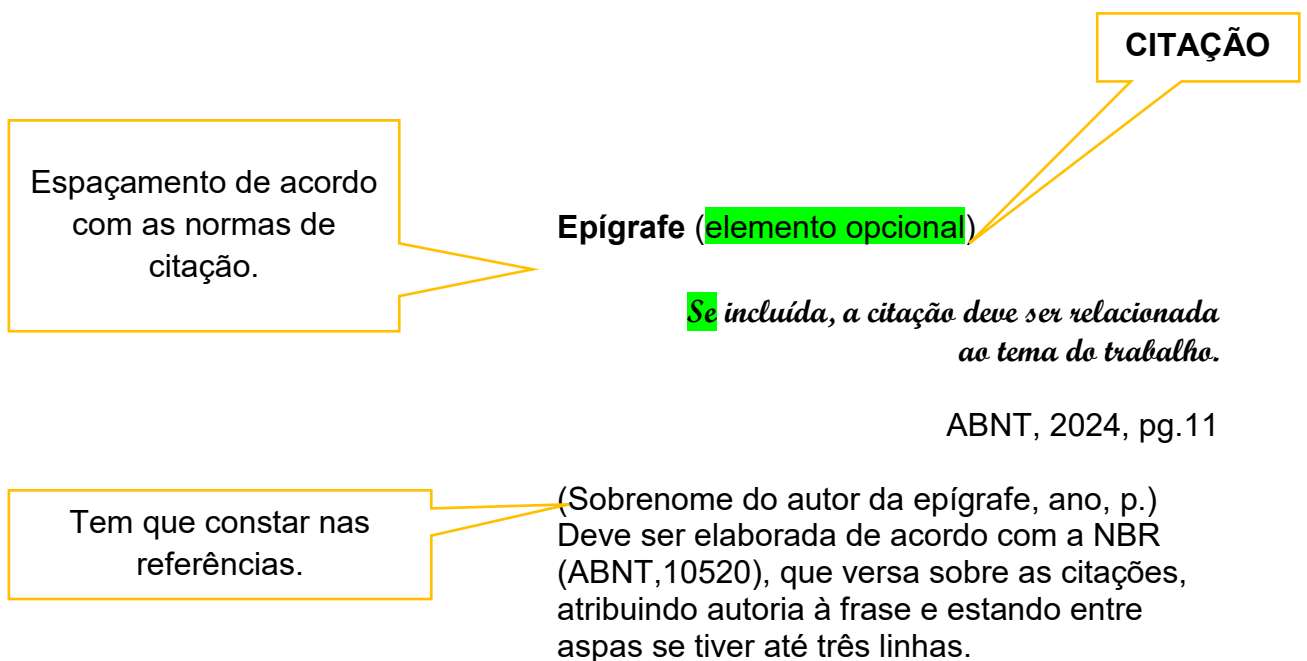 CITAÇÃO
Espaçamento de acordo
com as normas de
citação.
Epígrafe (elemento opcional)
Se incluída, a citação deve ser relacionada
ao tema do trabalho.
ABNT, 2024, pg.11
Tem que constar nas
referências.
(Sobrenome do autor da epígrafe, ano, p.)
Deve ser elaborada de acordo com a NBR
(ABNT,10520), que versa sobre as citações,
atribuindo autoria à frase e estando entre
aspas se tiver até três linhas.